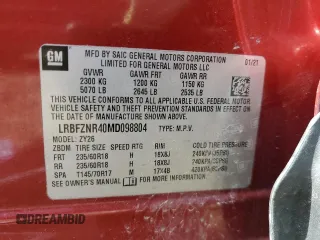 GM
MFD BY SAIC GENERAL MOTORS CORPORATION 01/21
LIMITED FOR GENERAL MOTORS LLC
GVWR GAWR FRT GAWR RR
2300 KG 1200 KG 1150 KG
5070 LB 2645 LB 2535 LB
THIS VEHICLE CONFORMS TO ALL APPLICABLE U.S. FEDERAL MOTOR
VEHICLE SAFETY AND THEFT PREVENTION STANDARDS IN
EFFECT ON THE DATE OF MANUFACTURE SHOWN ABOVE.
LRBFZNR40MD098804 TYPE: M.P.V.
ZY26
TIRE SIZE SPEED RTG RIM COLD TIRE PRESSURE
FRT 235/60R18 H 18X8J
RR 235/60R18 H 18X8J
SPA T145/70R17 M 17X4B
SEE OWNER'S MANUAL FOR ADDITIONAL INFORMATION.
DREAMBID